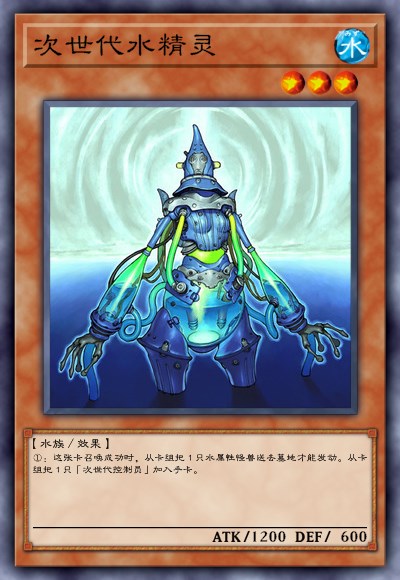 次世代水精灵
水
【水族／效果】
①：这张卡召唤成功时，从卡组把1只水属性怪兽送去墓地才能发动。从卡
组把1只「次世代控制员」加入手卡。
ATK/1200 DEF/ 600